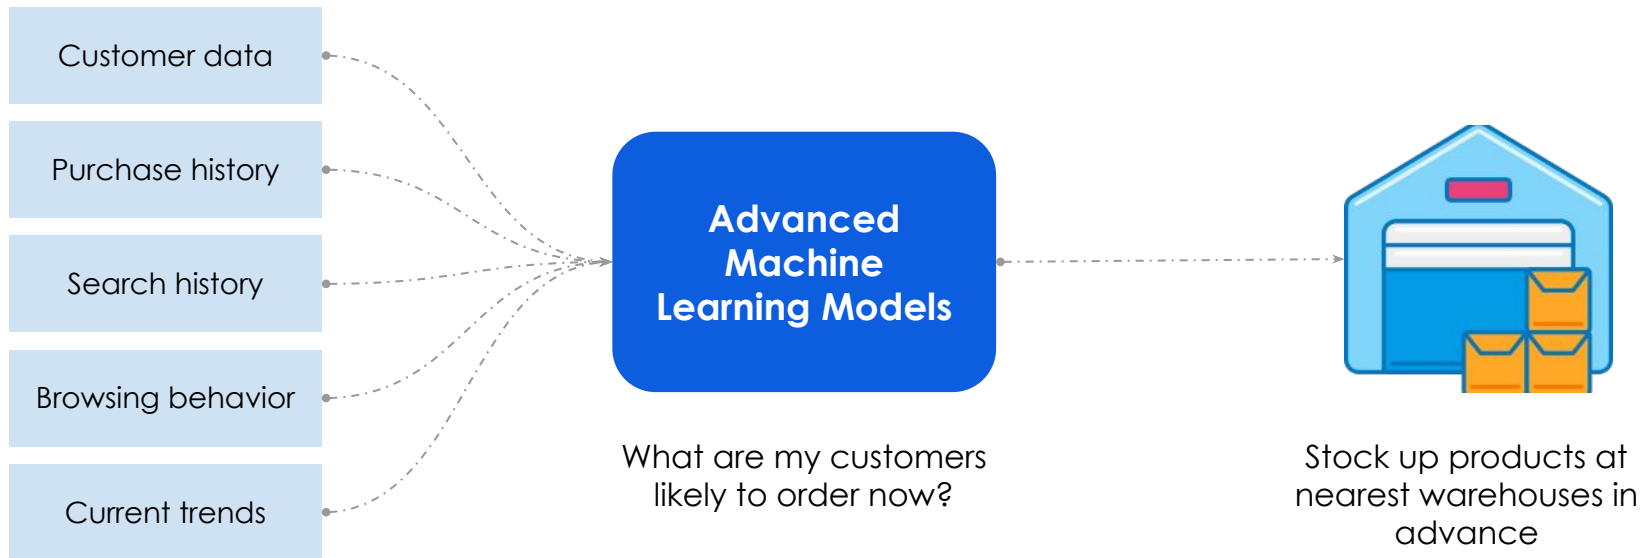 Customer data
Purchase history
Search history
Browsing behavior
Current trends
Advanced
Machine
Learning Models
What are my customers
likely to order now?
Stock up products at
nearest warehouses in
advance